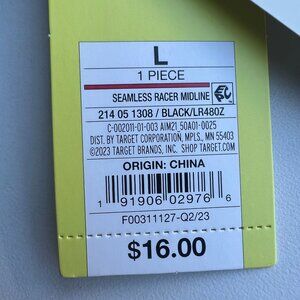 L
1 PIECE
SEAMLESS RACER MIDLINE
214 05 1308 / BLACK/LR480Z
C-002011-01-003 AIM21_50A01-0025
DIST. BY TARGET CORPORATION, MPLS., MN 55403
©2023 TARGET BRANDS, INC. SHOP TARGET.COM
ORIGIN: CHINA
1 91906 02976 6
F00311127-Q2/23
$16.00